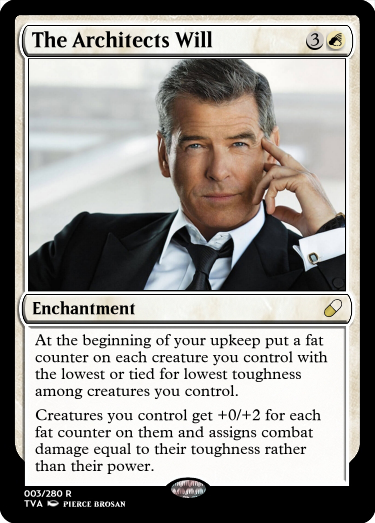 The Architects Will 3
Enchantment
At the beginning of your upkeep put a fat
counter on each creature you control with
the lowest or tied for lowest toughness
among creatures you control.
Creatures you control get +0/+2 for each
fat counter on them and assigns combat
damage equal to their toughness rather
than their power.
003/280 R
TVA PIERCE BROSAN